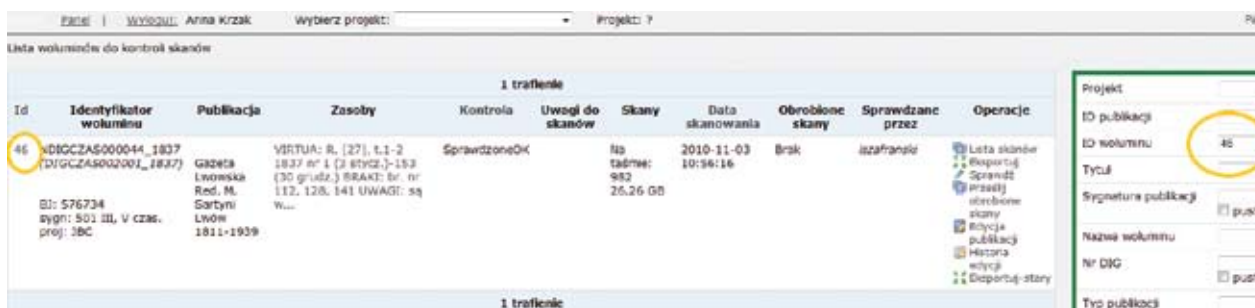 Panel | Wyloguj: Anna Krzak Wybierz projekt: Projekt: ?
Lista woluminów do kontroli skanów
1 trafienie
Id Identyfikator woluminu Publikacja Zasoby Kontrola Uwagi do skanów Skany Data skanowania Obrobione skany Sprawdzane przez Operacje
46 NDIGCZAS000044_1837
(DIGCZAS002001_1837)
BJ: 576734
sygn: 501 III, V czas.
proj: JBC
Gazeta
Lwowska
Red. M.
Sartyni
Lwów
1811-1939
VIRTUA: R. [27], t.1-2
1837 nr 1 (2 stycz.)-153
(30 grudz.) BRAKI: br. nr
112, 128, 141 UWAGI: są
w...
SprawdzoneOK
Na
taśmie:
982
26.26 GB
2010-11-03
10:56:16
Brak
iszafranski
Lista skanów
Eksportuj
Sprawdź
Prześlij
obrobione
skany
Edycja
publikacji
Historia
edycji
Eksportuj-stary
1 trafienie
Projekt
ID publikacji
ID woluminu 46
Tytuł
Sygnatura publikacji
Nazwa woluminu
Nr DIG
Typ publikacji